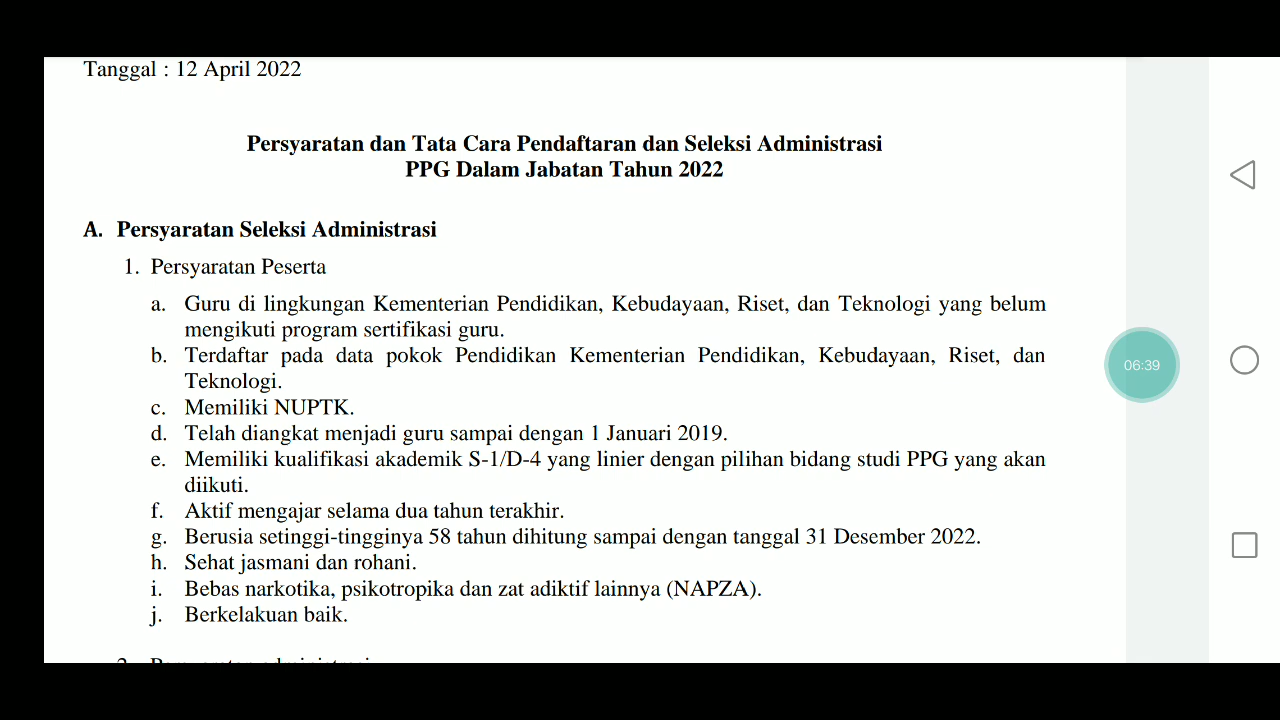 Tanggal : 12 April 2022
Persyaratan dan Tata Cara Pendaftaran dan Seleksi Administrasi
PPG Dalam Jabatan Tahun 2022
A. Persyaratan Seleksi Administrasi
1. Persyaratan Peserta
a. Guru di lingkungan Kementerian Pendidikan, Kebudayaan, Riset, dan Teknologi yang belum
mengikuti program sertifikasi guru.
b. Terdaftar pada data pokok Pendidikan Kementerian Pendidikan, Kebudayaan, Riset, dan
Teknologi.
c. Memiliki NUPTK.
d. Telah diangkat menjadi guru sampai dengan 1 Januari 2019.
e. Memiliki kualifikasi akademik S-1/D-4 yang linier dengan pilihan bidang studi PPG yang akan
diikuti.
f. Aktif mengajar selama dua tahun terakhir.
g. Berusia setinggi-tingginya 58 tahun dihitung sampai dengan tanggal 31 Desember 2022.
h. Sehat jasmani dan rohani.
i. Bebas narkotika, psikotropika dan zat adiktif lainnya (NAPZA).
j. Berkelakuan baik.
06:39